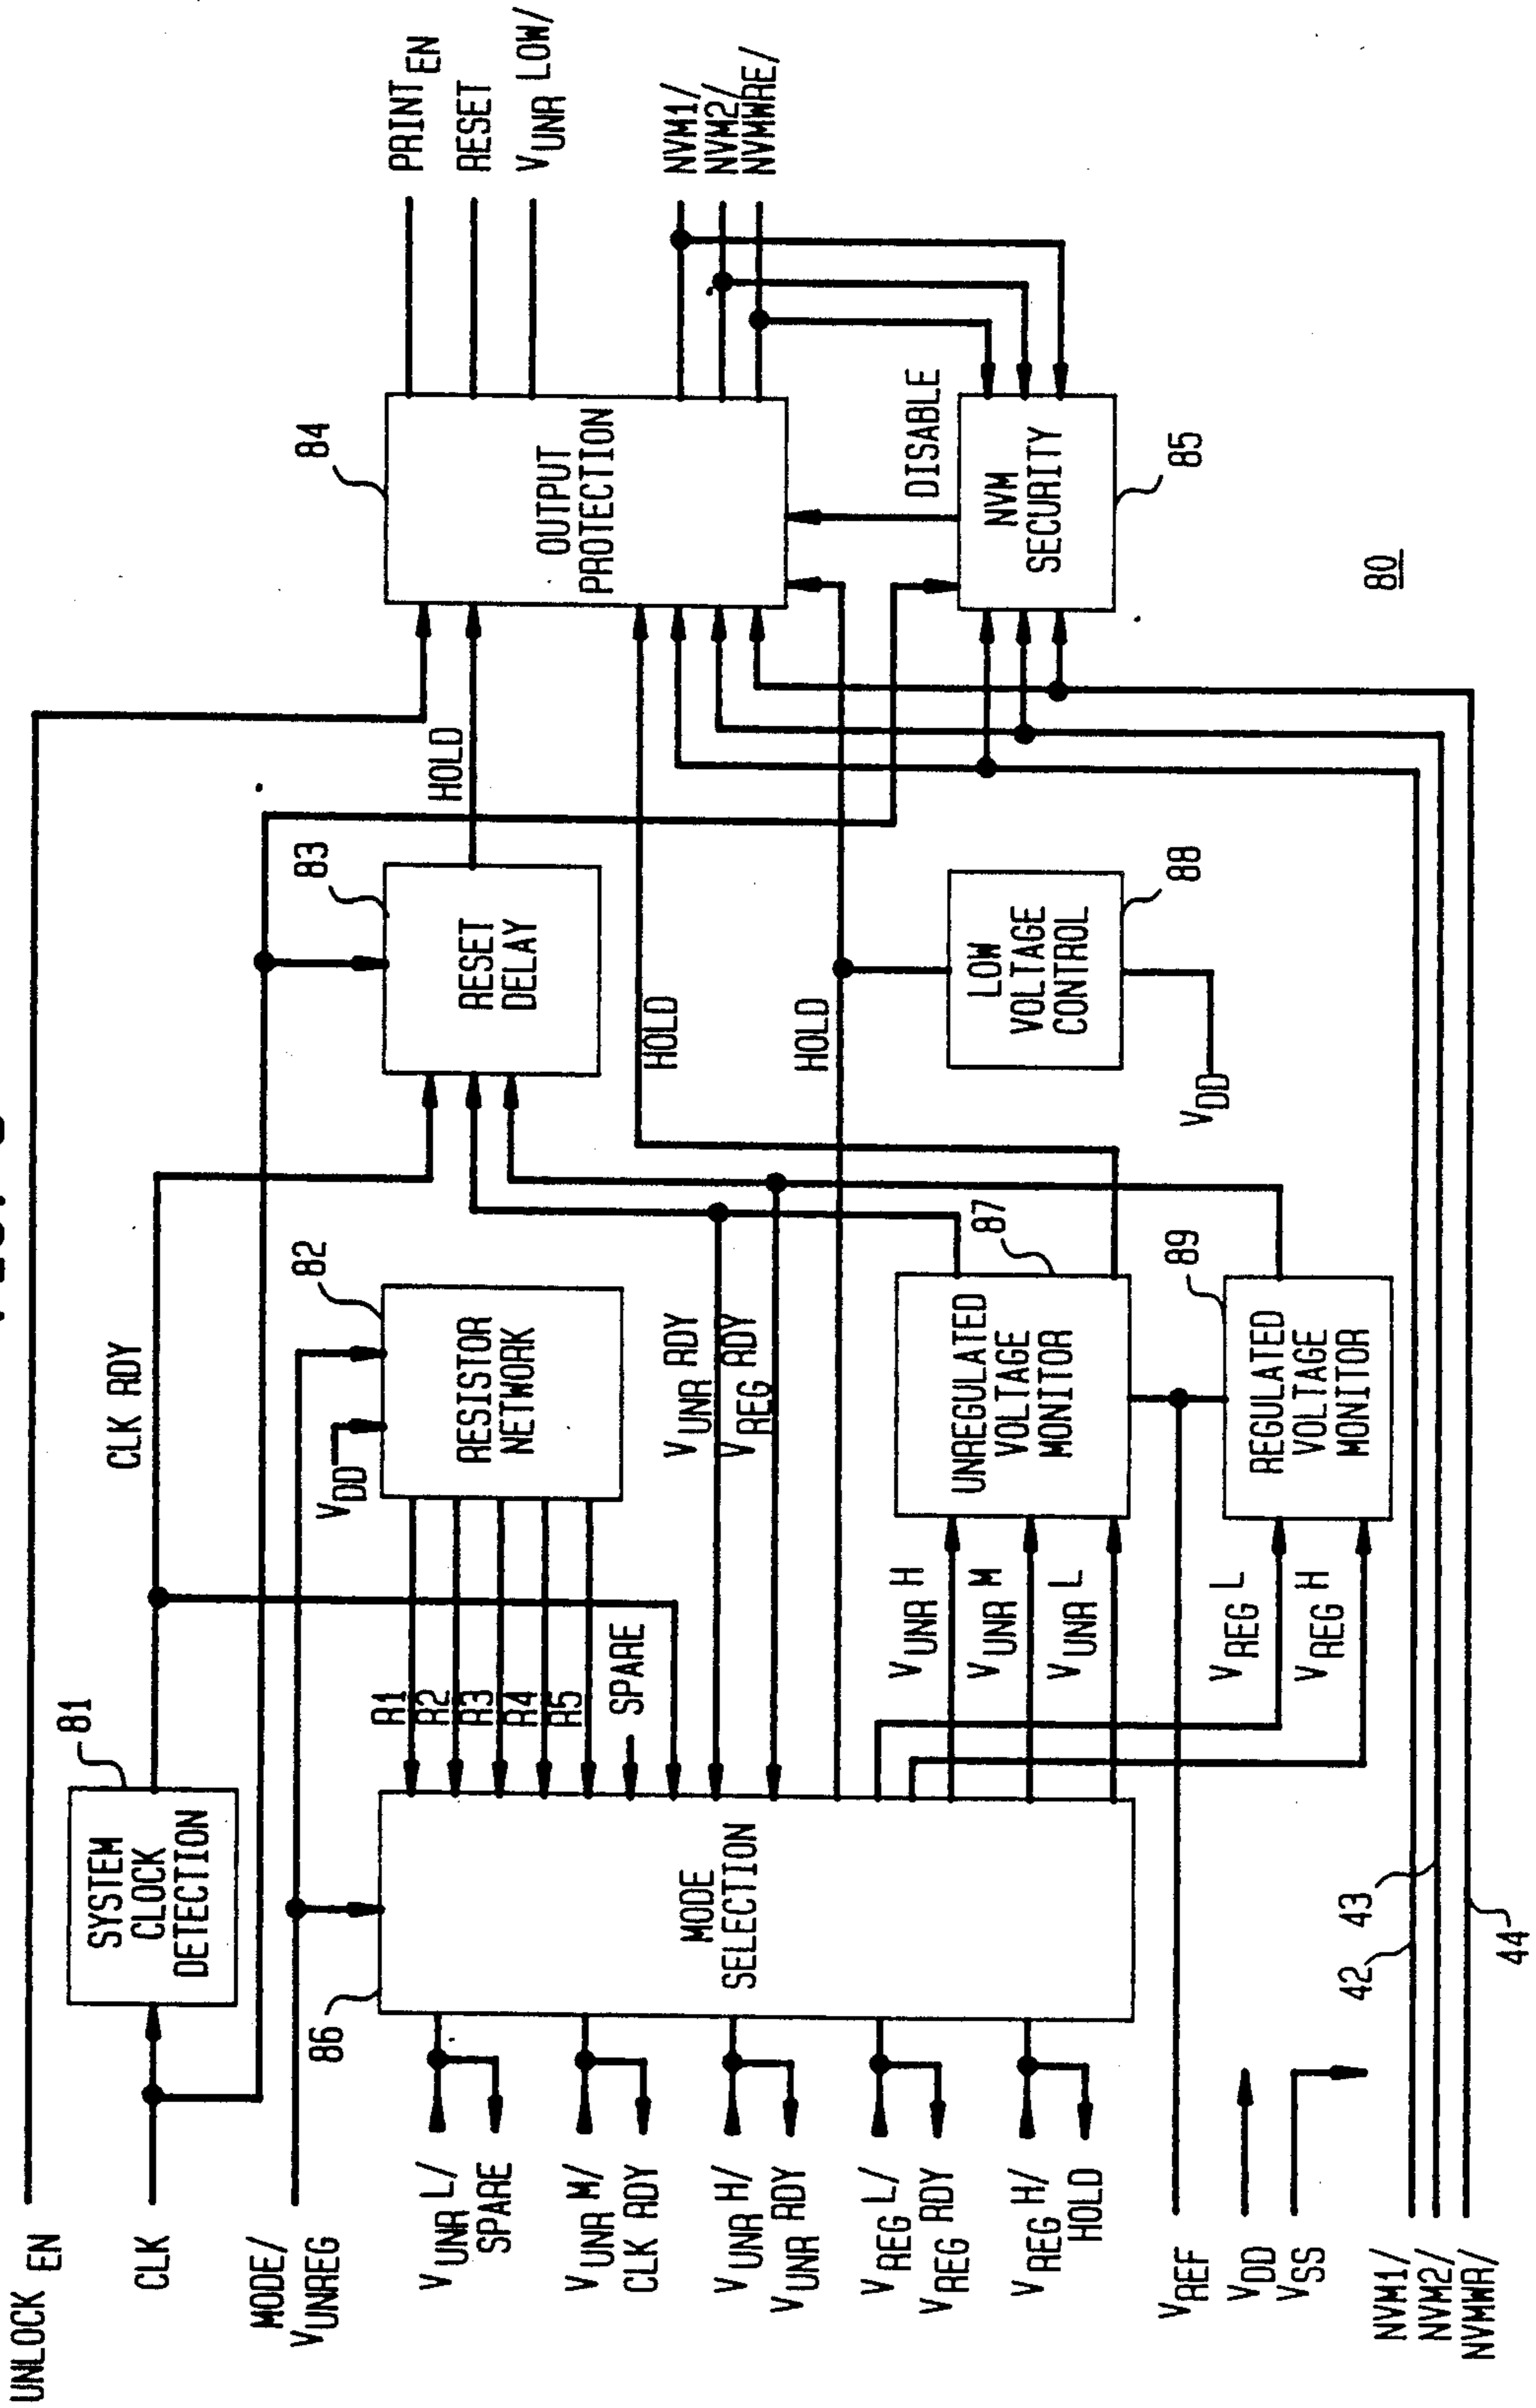 UNLOCK EN
CLK
MODE/
VUNREG
VUNR L/
SPARE
VUNR M/
CLK RDY
VUNR H/
VUNR RDY
VREG L/
VREG RDY
VREG H/
HOLD
VREF
VDD
VSS
NVM1/
NVM2/
NVMWR/
42
43
44
81
SYSTEM
CLOCK
DETECTION
86
MODE
SELECTION
R1
R2
R3
R4
R5
SPARE
CLK RDY
82
VDD
RESISTOR
NETWORK
VUNR RDY
VREG RDY
VUNR H
VUNR M
VUNR L
VREG L
VREG H
87
UNREGULATED
VOLTAGE
MONITOR
89
REGULATED
VOLTAGE
MONITOR
83
RESET
DELAY
HOLD
HOLD
HOLD
88
LOW
VOLTAGE
CONTROL
VDD
84
OUTPUT
PROTECTION
DISABLE
NVM
SECURITY
85
80
PRINT EN
RESET
VUNR LOW/
NVM1/
NVM2/
NVMWRE/